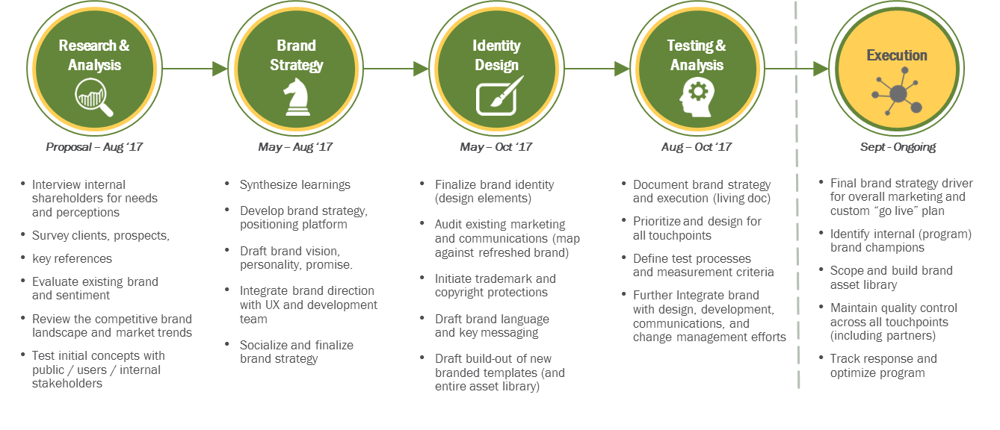 Research &
Analysis
Brand
Strategy
Identity
Design
Testing &
Analysis
Execution
Proposal – Aug ‘17
May – Aug ‘17
May – Oct ‘17
Aug – Oct ‘17
Sept - Ongoing
• Interview internal
shareholders for needs
and perceptions
• Survey clients, prospects,
• key references
• Evaluate existing brand
and sentiment
• Review the competitive brand
landscape and market trends
• Test initial concepts with
public / users / internal
stakeholders
• Synthesize learnings
• Develop brand strategy,
positioning platform
• Draft brand vision,
personality, promise.
• Integrate brand direction
with UX and development
team
• Socialize and finalize
brand strategy
• Finalize brand identity
(design elements)
• Audit existing marketing
and communications (map
against refreshed brand)
• Initiate trademark and
copyright protections
• Draft brand language
and key messaging
• Draft build-out of new
branded templates (and
entire asset library)
• Document brand strategy
and execution (living doc)
• Prioritize and design for
all touchpoints
• Define test processes
and measurement criteria
• Further Integrate brand
with design, development,
communications, and
change management efforts
• Final brand strategy driver
for overall marketing and
custom “go live” plan
• Identify internal (program)
brand champions
• Scope and build brand
asset library
• Maintain quality control
across all touchpoints
(including partners)
• Track response and
optimize program